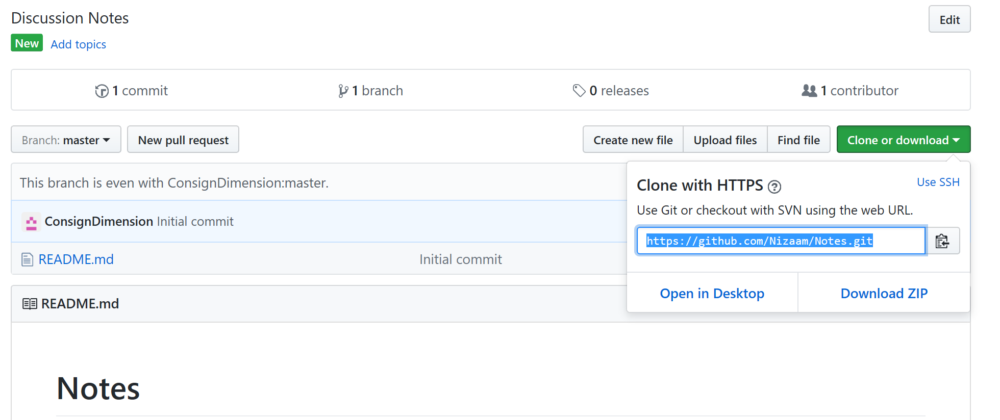 Discussion Notes
Edit
New Add topics
1 commit
1 branch
0 releases
1 contributor
Branch: master
New pull request
Create new file
Upload files
Find file
Clone or download
This branch is even with ConsignDimension:master.
ConsignDimension Initial commit
README.md
Initial commit
Clone with HTTPS
Use SSH
Use Git or checkout with SVN using the web URL.
https://github.com/Nizaam/Notes.git
Open in Desktop
Download ZIP
README.md
Notes